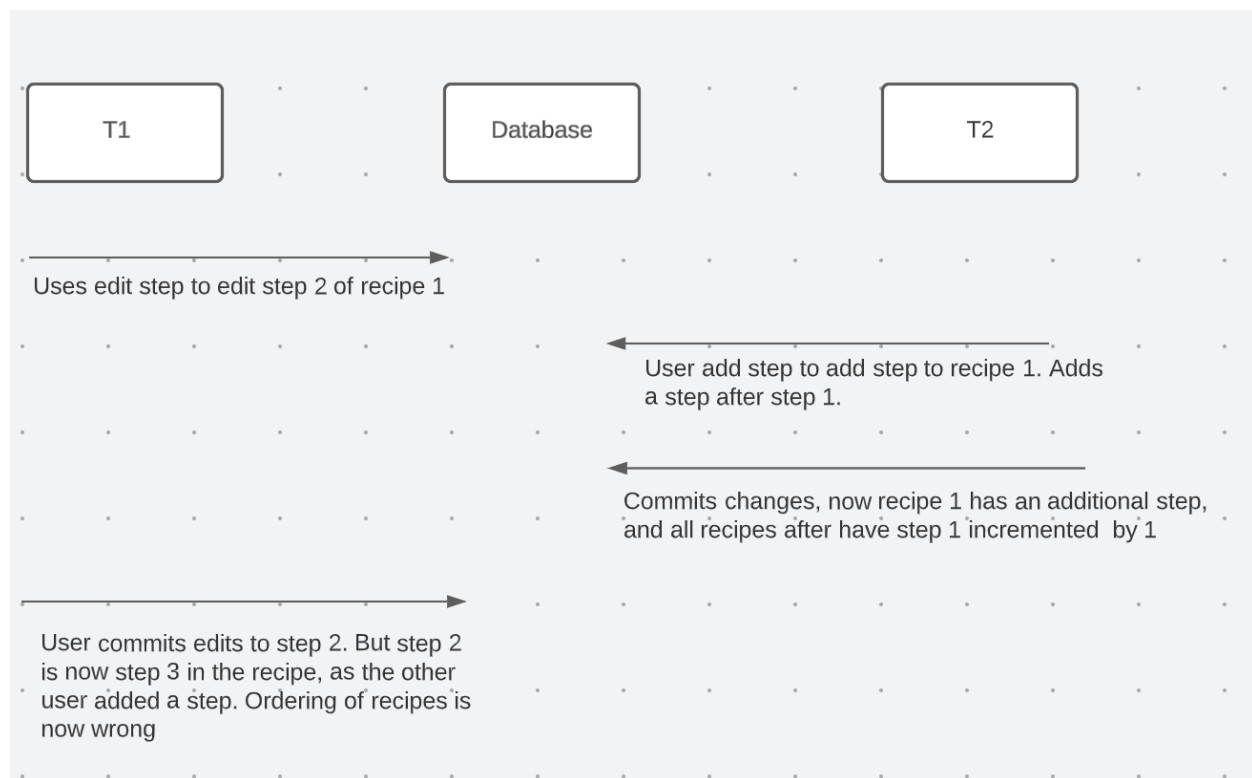 T1
Database
T2
Uses edit step to edit step 2 of recipe 1
User add step to add step to recipe 1. Adds
a step after step 1.
Commits changes, now recipe 1 has an additional step,
and all recipes after have step 1 incremented  by 1
User commits edits to step 2. But step 2
is now step 3 in the recipe, as the other
user added a step. Ordering of recipes is
now wrong